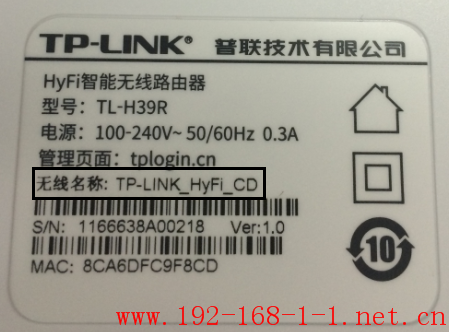 TP-LINK® 普联技术有限公司
HyFi智能无线路由器
型号：TL-H39R
电源：100-240V~ 50/60Hz 0.3A
管理页面：tplogin.cn
无线名称：TP-LINK_HyFi_CD
S/N: 1166638A00218 Ver:1.0
10
MAC: 8CA6DFC9F8CD
www.192-168-1-1.net.cn